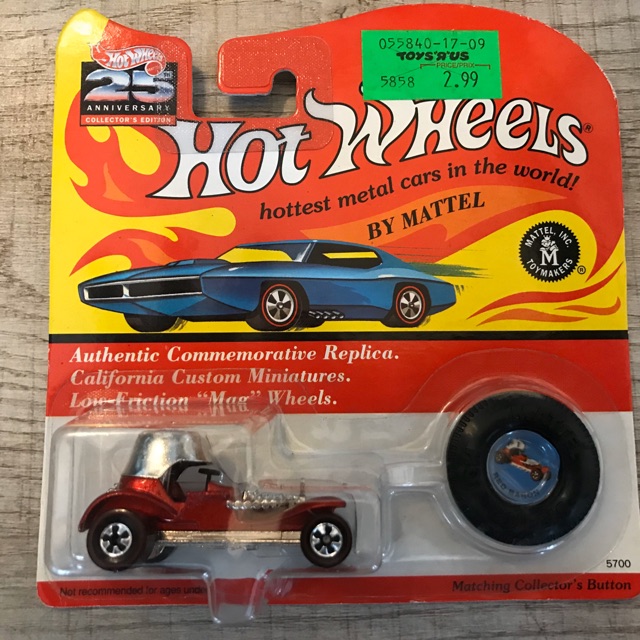 Hot Wheels
25th
ANNIVERSARY
COLLECTOR'S EDITION
055840-17-09
TOYS"R"US
PRICE/PRIX
5858 2.99
HOT WHEELS®
hottest metal cars in the world!
BY MATTEL
MATTEL, INC.
M
TOYMAKERS
®
Authentic Commemorative Replica.
California Custom Miniatures.
Low-Friction "Mag" Wheels.
5700
Not recommended for ages unde
Matching Collector's Button